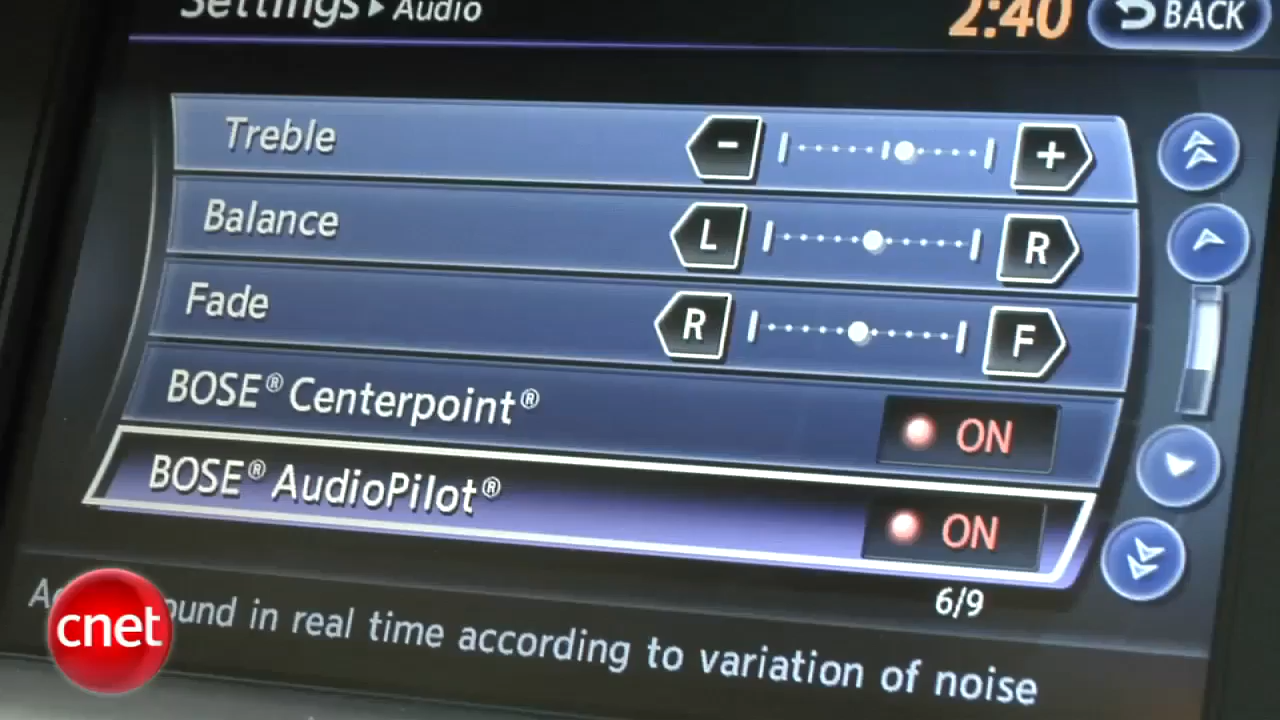 Settings ▸ Audio
2:40
BACK
Treble
- +
Balance
L R
Fade
R F
BOSE® Centerpoint®
ON
BOSE® AudioPilot®
ON
6/9
in real time according to variation of noise
cnet